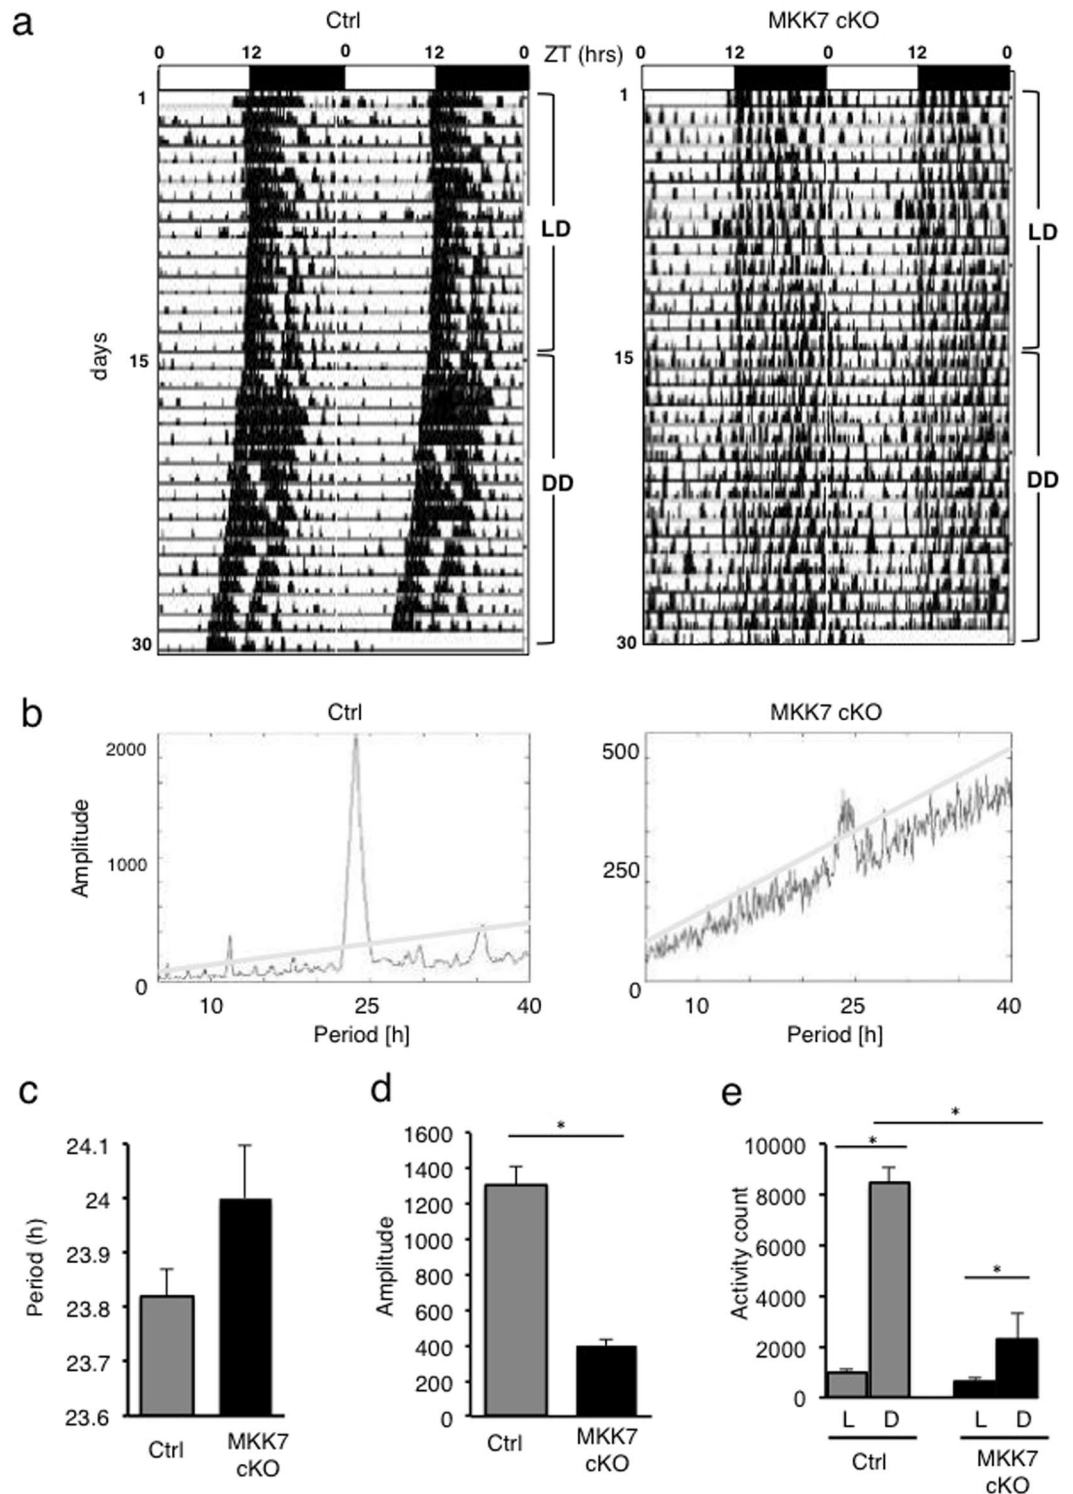 a
Ctrl
MKK7 cKO
0 12 0 12 0 ZT (hrs) 0 12 0 12 0
1
LD
days
15
DD
30
1
LD
15
DD
30
b
Ctrl
MKK7 cKO
2000
Amplitude
1000
0
10 25 40
Period [h]
500
250
0
10 25 40
Period [h]
c
24.1
24
23.9
23.8
23.7
23.6
Period (h)
Ctrl
MKK7
cKO
d
*
1600
1400
1200
1000
800
600
400
200
0
Amplitude
Ctrl
MKK7
cKO
e
*
*
*
10000
8000
6000
4000
2000
0
Activity count
L D L D
Ctrl
MKK7
cKO